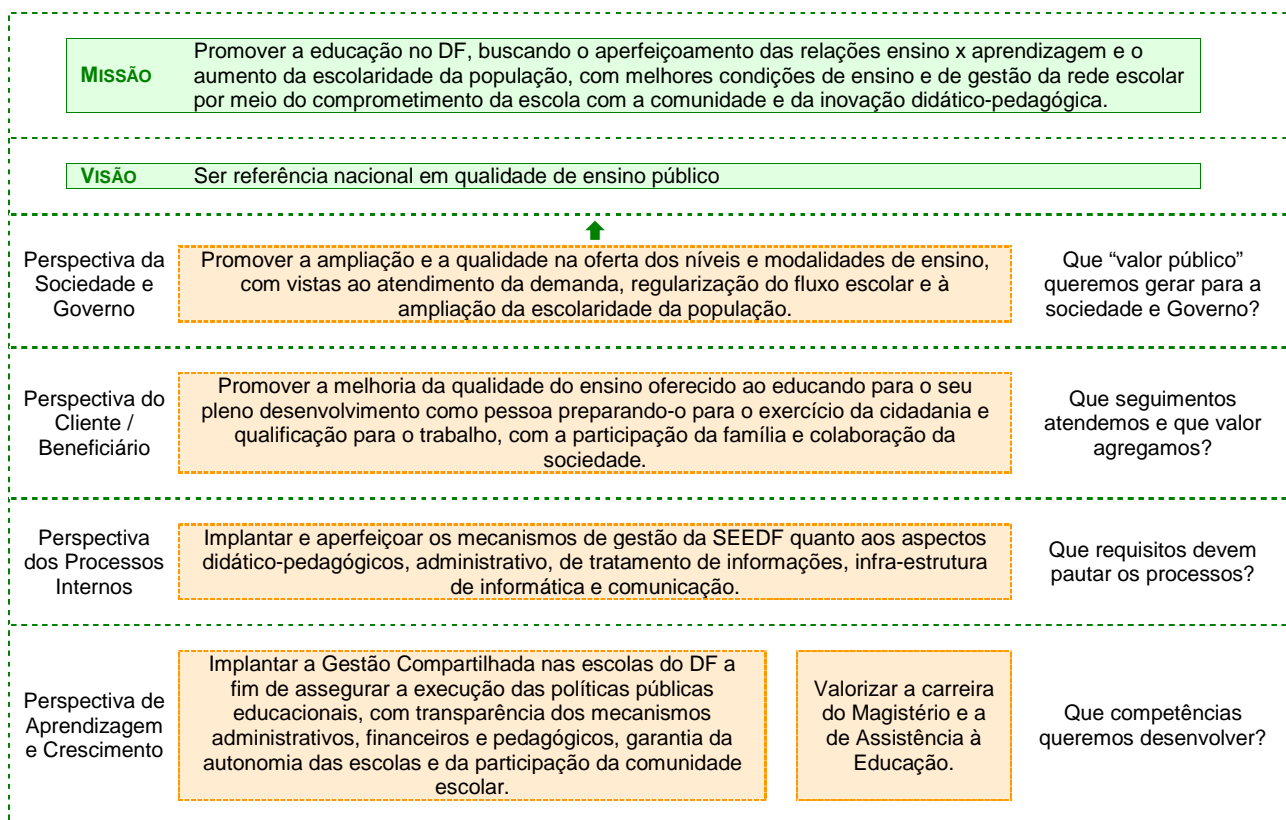 MISSÃO
Promover a educação no DF, buscando o aperfeiçoamento das relações ensino x aprendizagem e o
aumento da escolaridade da população, com melhores condições de ensino e de gestão da rede escolar
por meio do comprometimento da escola com a comunidade e da inovação didático-pedagógica.
VISÃO
Ser referência nacional em qualidade de ensino público
Perspectiva da
Sociedade e
Governo
Promover a ampliação e a qualidade na oferta dos níveis e modalidades de ensino,
com vistas ao atendimento da demanda, regularização do fluxo escolar e à
ampliação da escolaridade da população.
Que “valor público”
queremos gerar para a
sociedade e Governo?
Perspectiva do
Cliente /
Beneficiário
Promover a melhoria da qualidade do ensino oferecido ao educando para o seu
pleno desenvolvimento como pessoa preparando-o para o exercício da cidadania e
qualificação para o trabalho, com a participação da família e colaboração da
sociedade.
Que seguimentos
atendemos e que valor
agregamos?
Perspectiva
dos Processos
Internos
Implantar e aperfeiçoar os mecanismos de gestão da SEEDF quanto aos aspectos
didático-pedagógicos, administrativo, de tratamento de informações, infra-estrutura
de informática e comunicação.
Que requisitos devem
pautar os processos?
Perspectiva de
Aprendizagem
e Crescimento
Implantar a Gestão Compartilhada nas escolas do DF a
fim de assegurar a execução das políticas públicas
educacionais, com transparência dos mecanismos
administrativos, financeiros e pedagógicos, garantia da
autonomia das escolas e da participação da comunidade
escolar.
Valorizar a carreira
do Magistério e a
de Assistência à
Educação.
Que competências
queremos desenvolver?